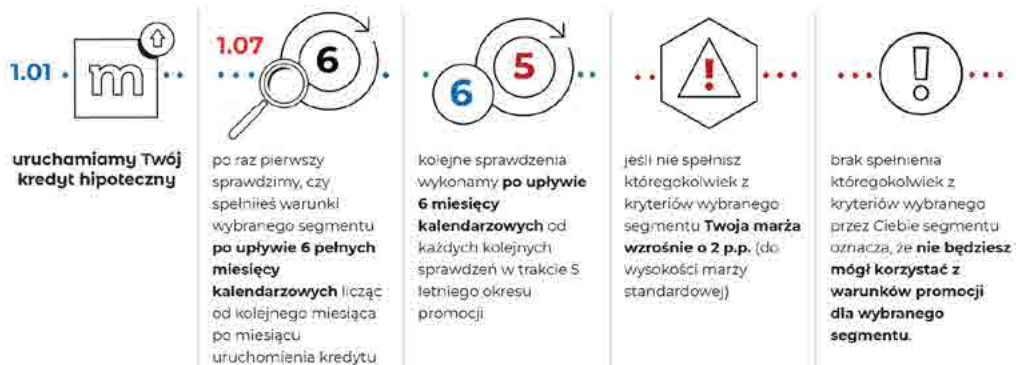 1.01
m
uruchamiamy Twój
kredyt hipoteczny
1.07
6
po raz pierwszy
sprawdzimy, czy
spełniłeś warunki
wybranego segmentu
po upływie 6 pełnych
miesięcy
kalendarzowych licząc
od kolejnego miesiąca
po miesiącu
uruchomienia kredytu
6
5
kolejne sprawdzenia
wykonamy po upływie
6 miesięcy
kalendarzowych od
każdych kolejnych
sprawdzeń w trakcie 5
letniego okresu
promocji
!
jeśli nie spełnisz
któregokolwiek z
kryteriów wybranego
segmentu Twoja marża
wzrośnie o 2 p.p. (do
wysokości marży
standardowej)
!
brak spełnienia
któregokolwiek z
kryteriów wybranego
przez Ciebie segmentu
oznacza, że nie będziesz
mógł korzystać z
warunków promocji
dla wybranego
segmentu.